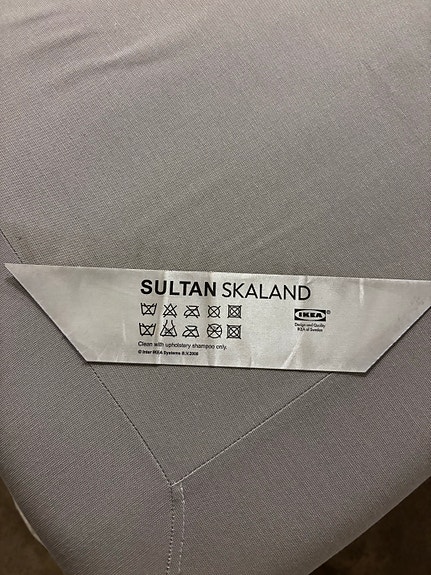 SULTAN SKALAND
IKEA®
Design and Quality
IKEA of Sweden
Clean with upholstery shampoo only.
© Inter IKEA Systems B.V.2008